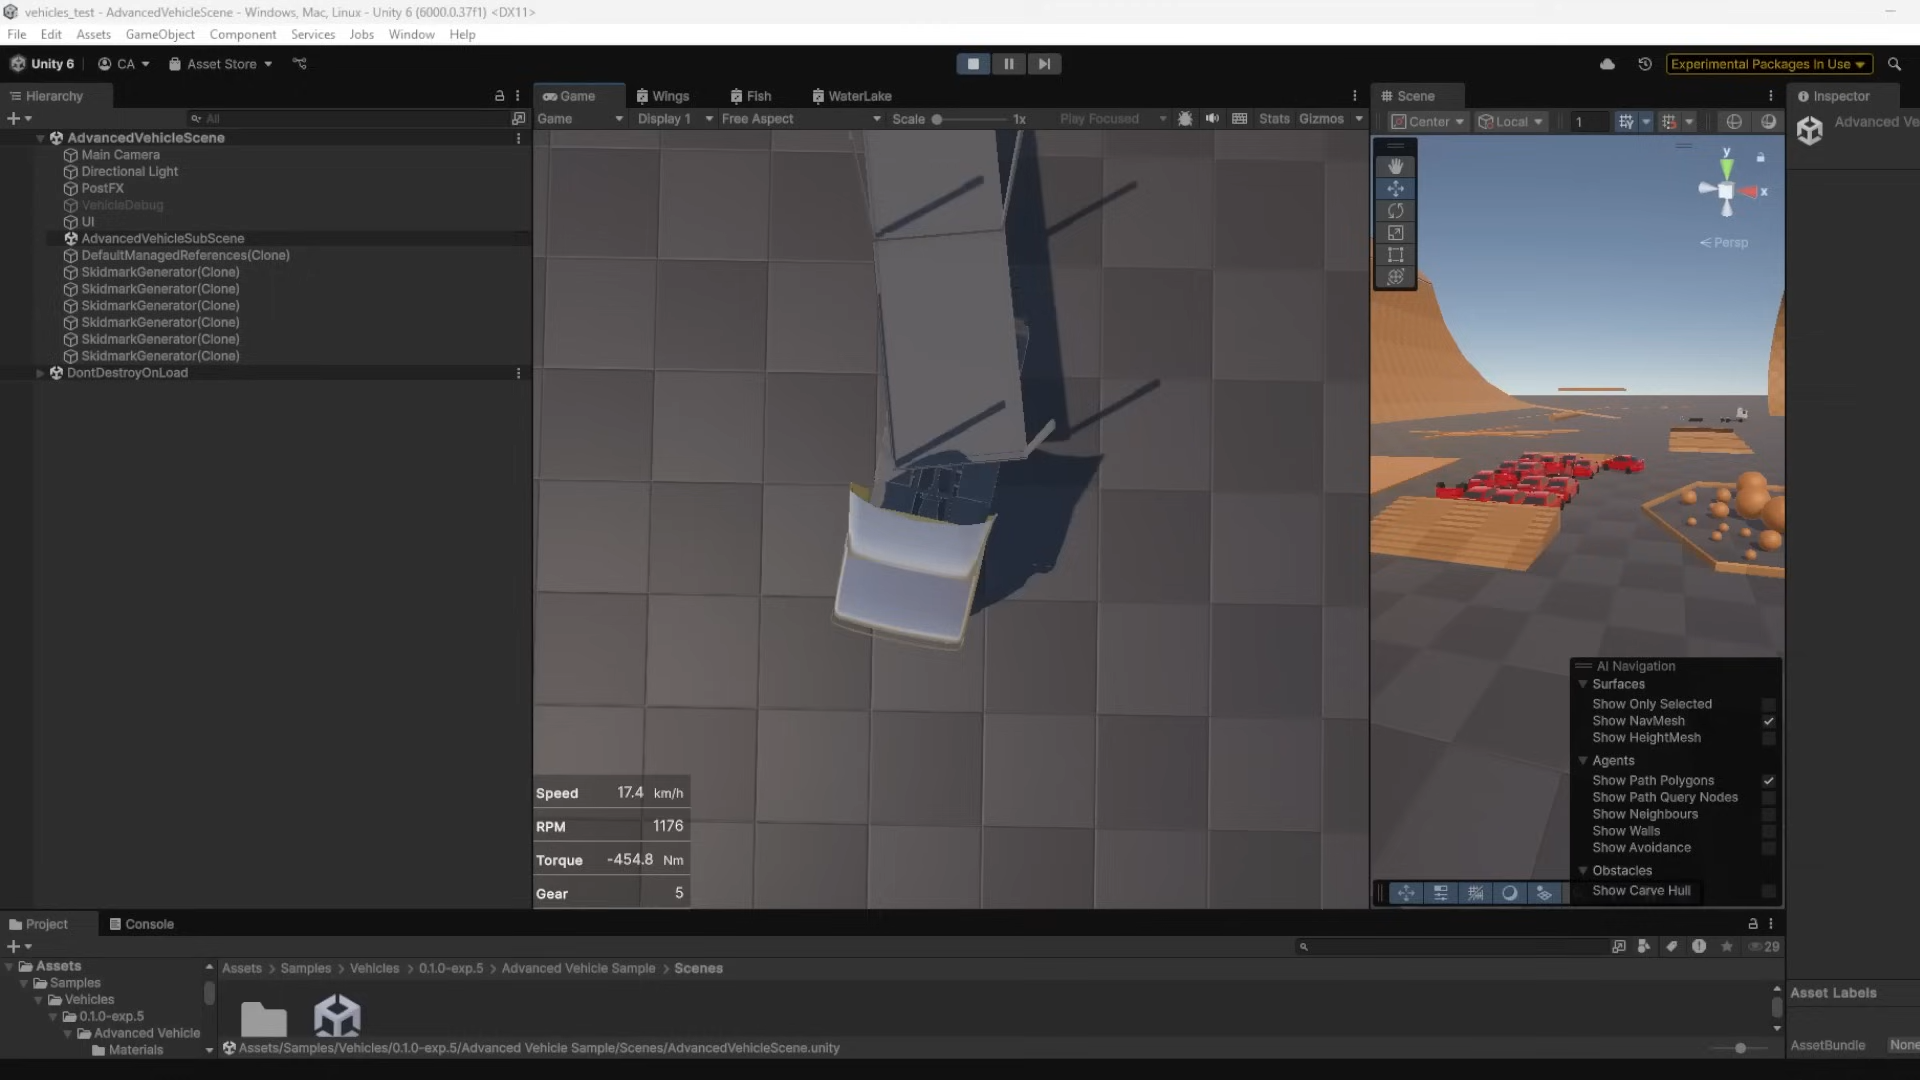 vehicles_test - AdvancedVehicleScene - Windows, Mac, Linux - Unity 6 (6000.0.37f1) <DX11>
File Edit Assets GameObject Component Services Jobs Window Help
Unity 6 CA Asset Store Experimental Packages In Use
Hierarchy Game Wings Fish WaterLake Scene Inspector
All Game Display 1 Free Aspect Scale 1x Play Focused Stats Gizmos Center Local 1 Advanced Ve
AdvancedVehicleScene
Main Camera
Directional Light
PostFX
VehicleDebug
UI
AdvancedVehicleSubScene
DefaultManagedReferences(Clone)
SkidmarkGenerator(Clone)
SkidmarkGenerator(Clone)
SkidmarkGenerator(Clone)
SkidmarkGenerator(Clone)
SkidmarkGenerator(Clone)
SkidmarkGenerator(Clone)
DontDestroyOnLoad
y
x
Persp
Speed 17.4 km/h
RPM 1176
Torque -454.8 Nm
Gear 5
AI Navigation
Surfaces
Show Only Selected
Show NavMesh
Show HeightMesh
Agents
Show Path Polygons
Show Path Query Nodes
Show Neighbours
Show Walls
Show Avoidance
Obstacles
Show Carve Hull
Project Console
29
Assets
Samples
Vehicles
0.1.0-exp.5
Advanced Vehicle
Materials
Assets > Samples > Vehicles > 0.1.0-exp.5 > Advanced Vehicle Sample > Scenes
Assets/Samples/Vehicles/0.1.0-exp.5/Advanced Vehicle Sample/Scenes/AdvancedVehicleScene.unity
Asset Labels
AssetBundle None